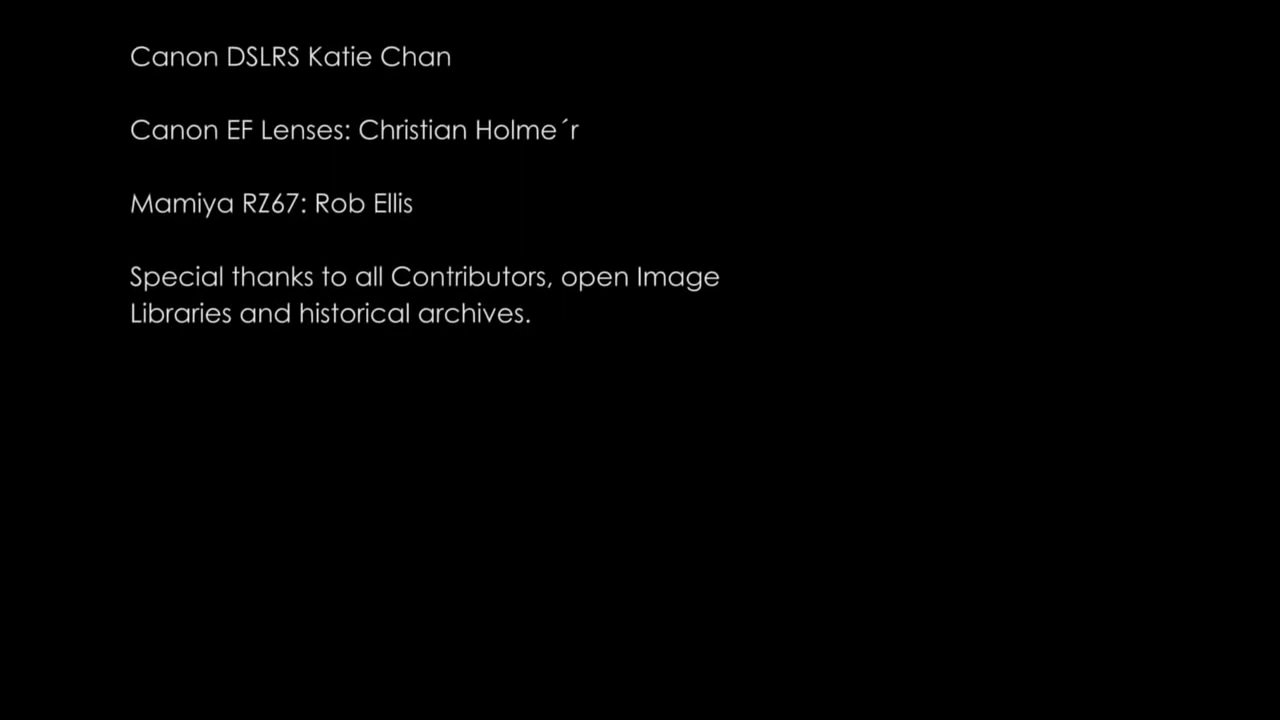 Canon DSLRS Katie Chan
Canon EF Lenses: Christian Holme´r
Mamiya RZ67: Rob Ellis
Special thanks to all Contributors, open Image
Libraries and historical archives.